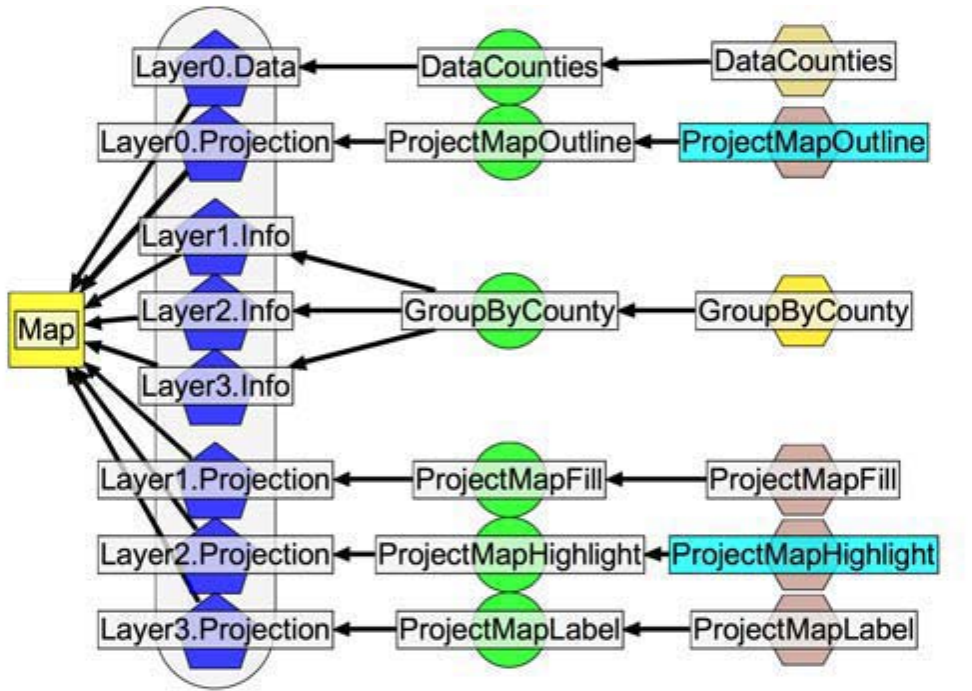 Layer0.Data
DataCounties
DataCounties
Layer0.Projection
ProjectMapOutline
ProjectMapOutline
Layer1.Info
Map
Layer2.Info
GroupByCounty
GroupByCounty
Layer3.Info
Layer1.Projection
ProjectMapFill
ProjectMapFill
Layer2.Projection
ProjectMapHighlight
ProjectMapHighlight
Layer3.Projection
ProjectMapLabel
ProjectMapLabel